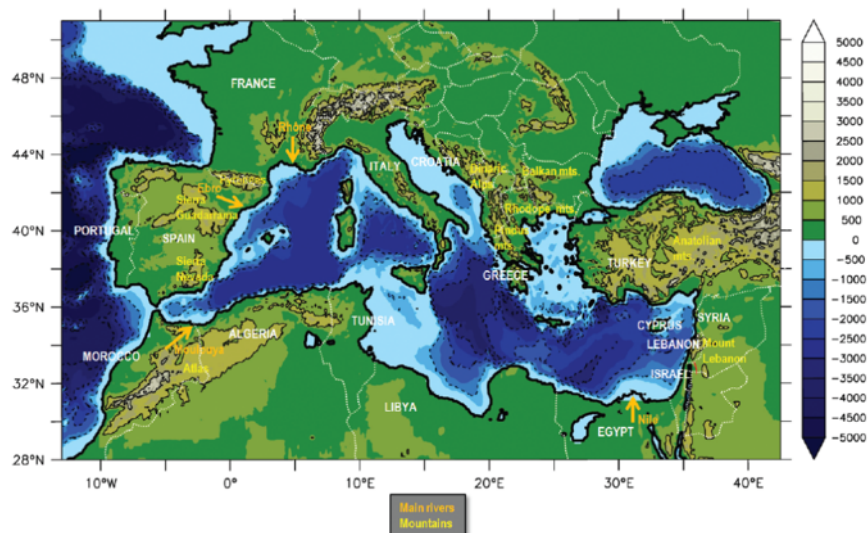 48°N
44°N
40°N
36°N
32°N
28°N
10°W
0°
10°E
20°E
30°E
40°E
5000
4500
4000
3500
3000
2500
2000
1500
1000
500
0
-500
-1000
-1500
-2000
-2500
-3000
-3500
-4000
-4500
-5000
FRANCE
Rhône
ITALY
CROATIA
Dinaric
Alps
Balkan mts.
Pyrenees
Ebro
Sierra
Guadarrama
Rhodope mts.
PORTUGAL
SPAIN
Pindus
mts.
Anatolian
mts
Sierra
Nevada
GREECE
TURKEY
TUNISIA
ALGERIA
CYPRUS
SYRIA
MOROCCO
Moulouya
Atlas
LEBANON
Mount
Lebanon
ISRAEL
LIBYA
EGYPT
Nile
Main rivers
Mountains